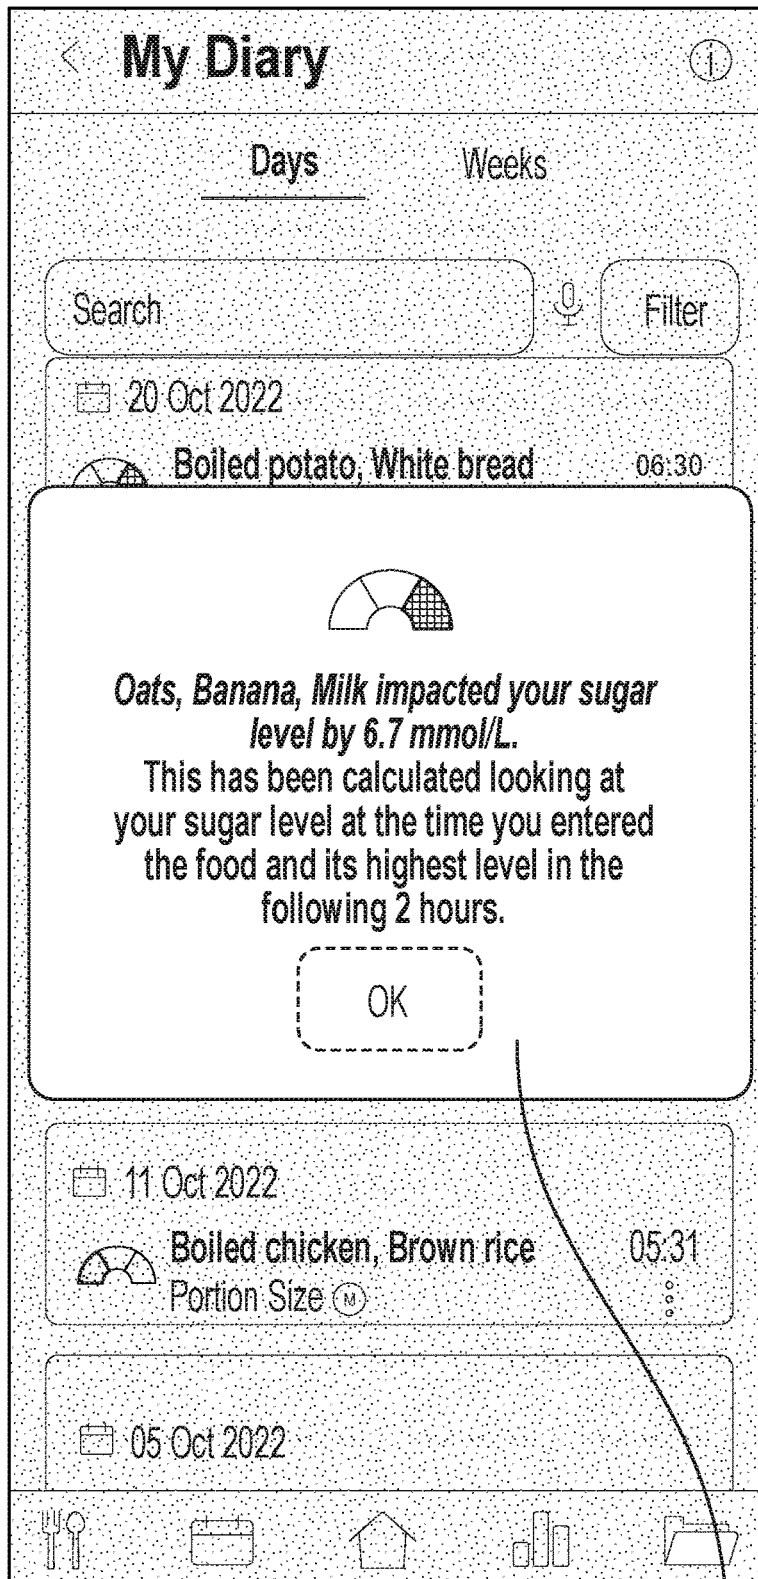 My Diary
i
Days Weeks
Search Filter
20 Oct 2022
Boiled potato, White bread 06:30
Oats, Banana, Milk impacted your sugar
level by 6.7 mmol/L.
This has been calculated looking at
your sugar level at the time you entered
the food and its highest level in the
following 2 hours.
OK
11 Oct 2022
Boiled chicken, Brown rice 05:31
Portion Size M
05 Oct 2022